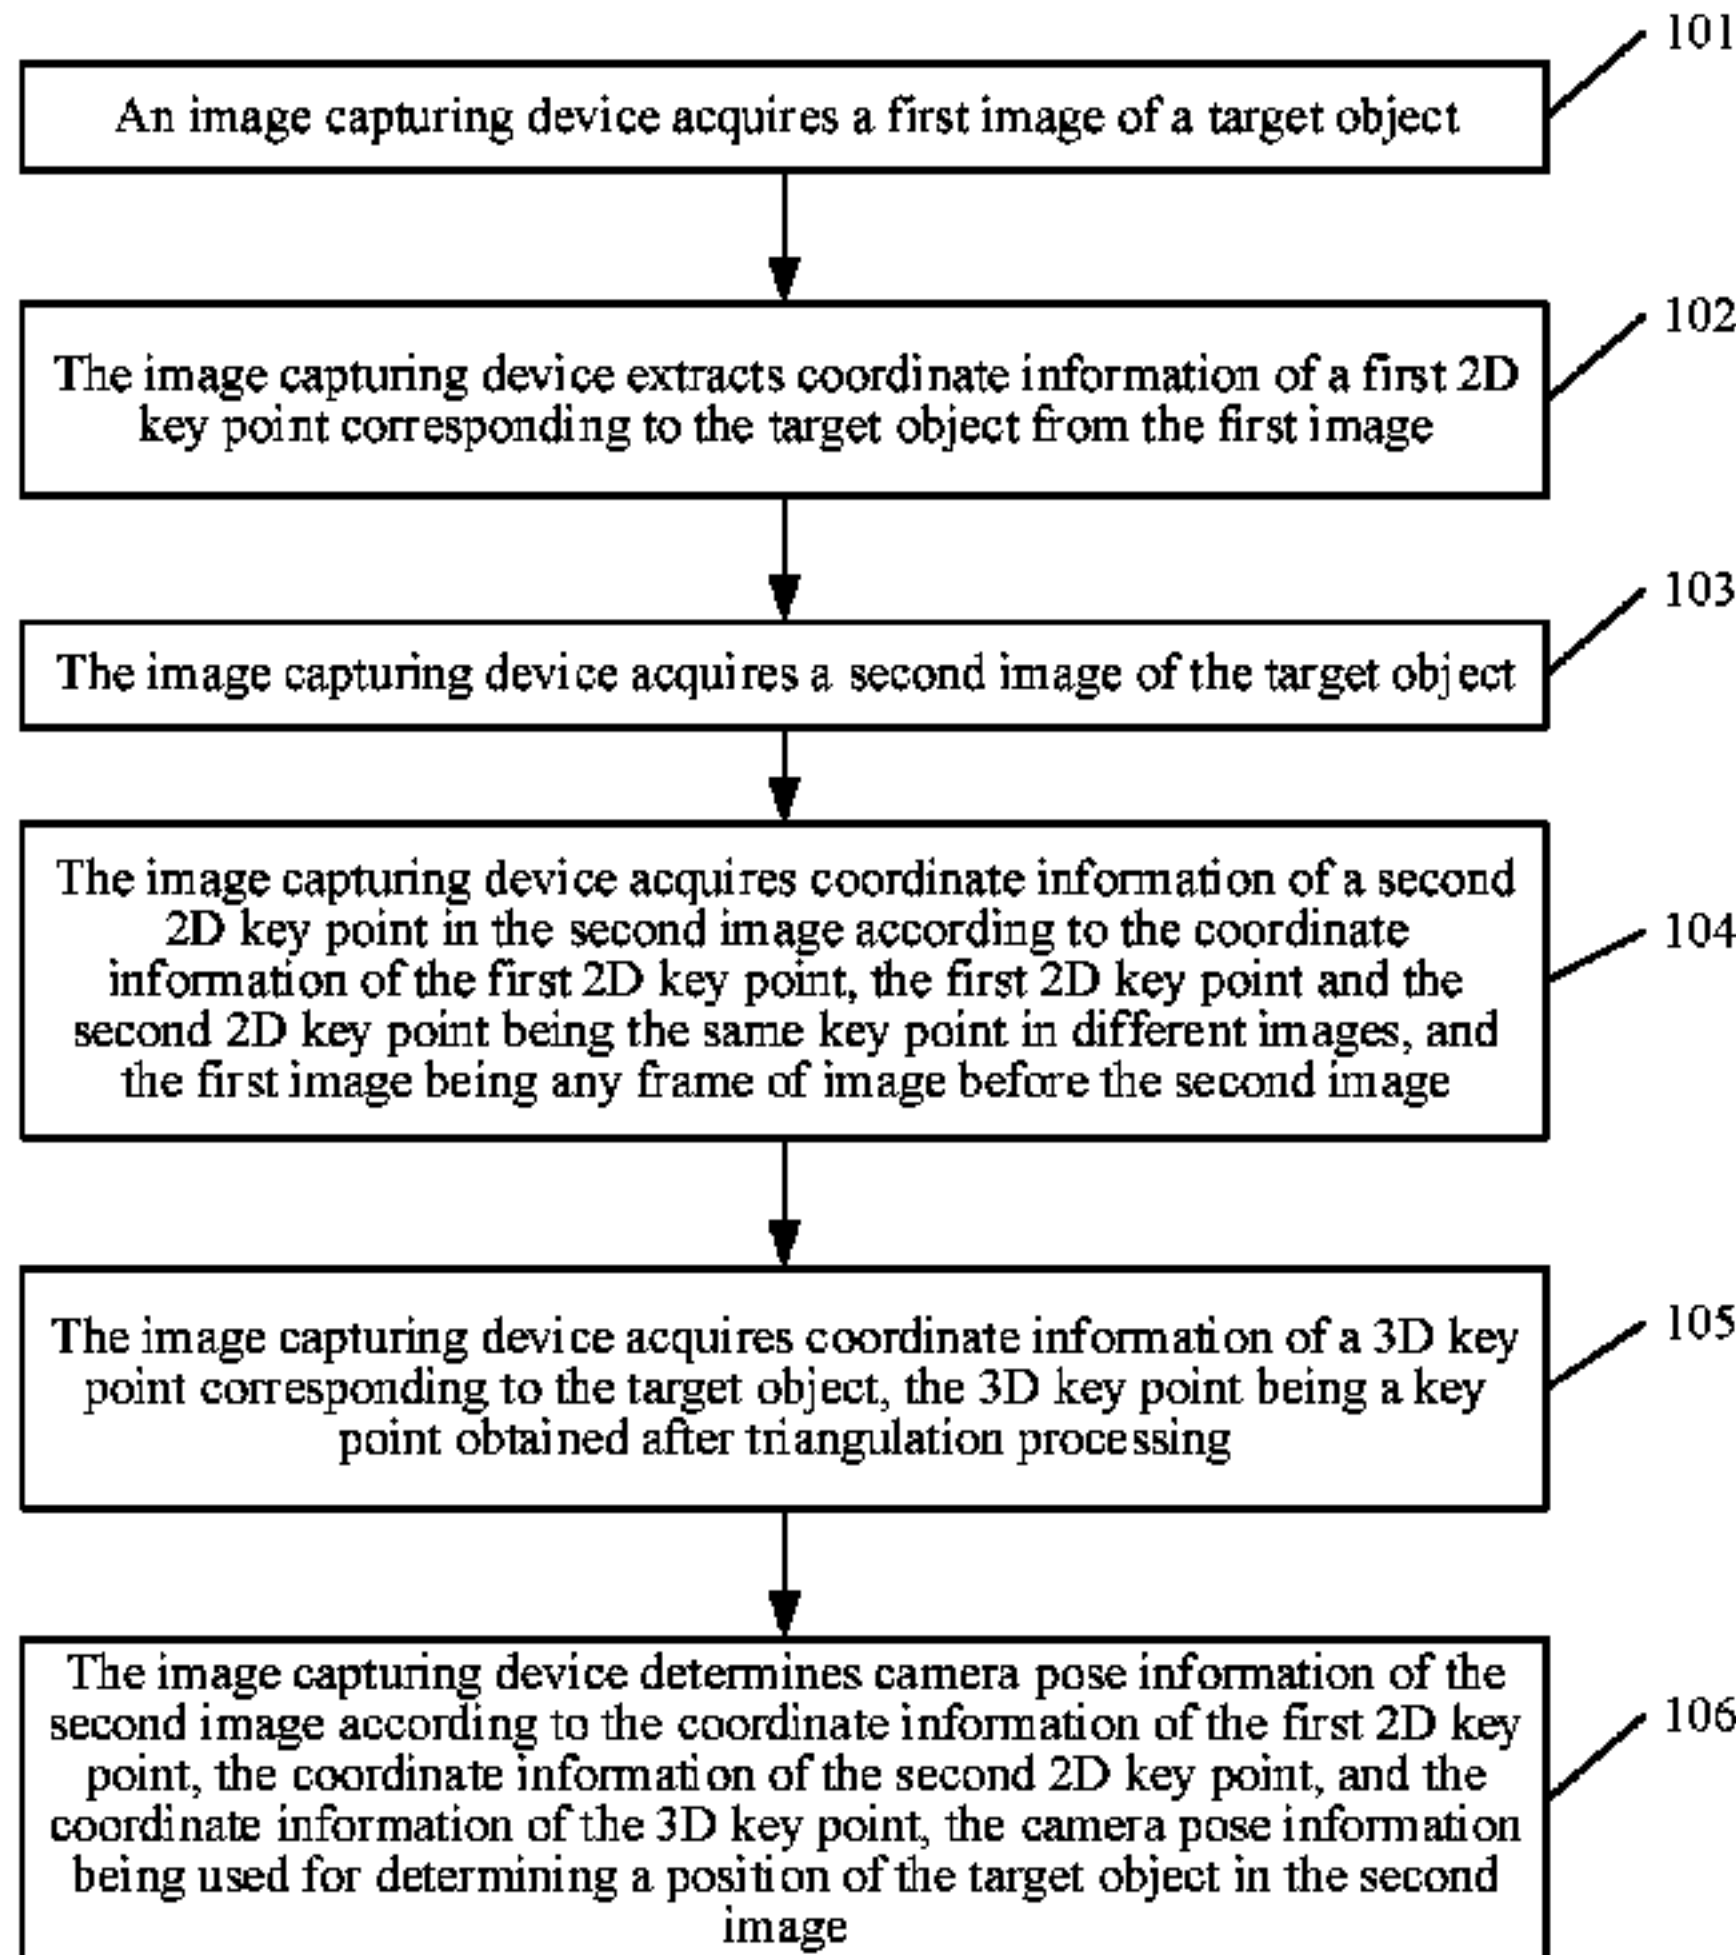 101
An image capturing device acquires a first image of a target object
102
The image capturing device extracts coordinate information of a first 2D
key point corresponding to the target object from the first image
103
The image capturing device acquires a second image of the target object
The image capturing device acquires coordinate information of a second
2D key point in the second image according to the coordinate
104
information of the first 2D key point, the first 2D key point and the
second 2D key point being the same key point in different images, and
the first image being any frame of image before the second image
105
The image capturing device acquires coordinate information of a 3D key
point corresponding to the target object, the 3D key point being a key
point obtained after triangulation processing
The image capturing device determines camera pose information of the
second image according to the coordinate information of the first 2D key
106
point, the coordinate information of the second 2D key point, and the
coordinate information of the 3D key point, the camera pose information
being used for determining a position of the target object in the second
image